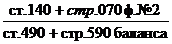 ст.140 + стр.070 ф.№2
ст.490 + стр.590 баланса